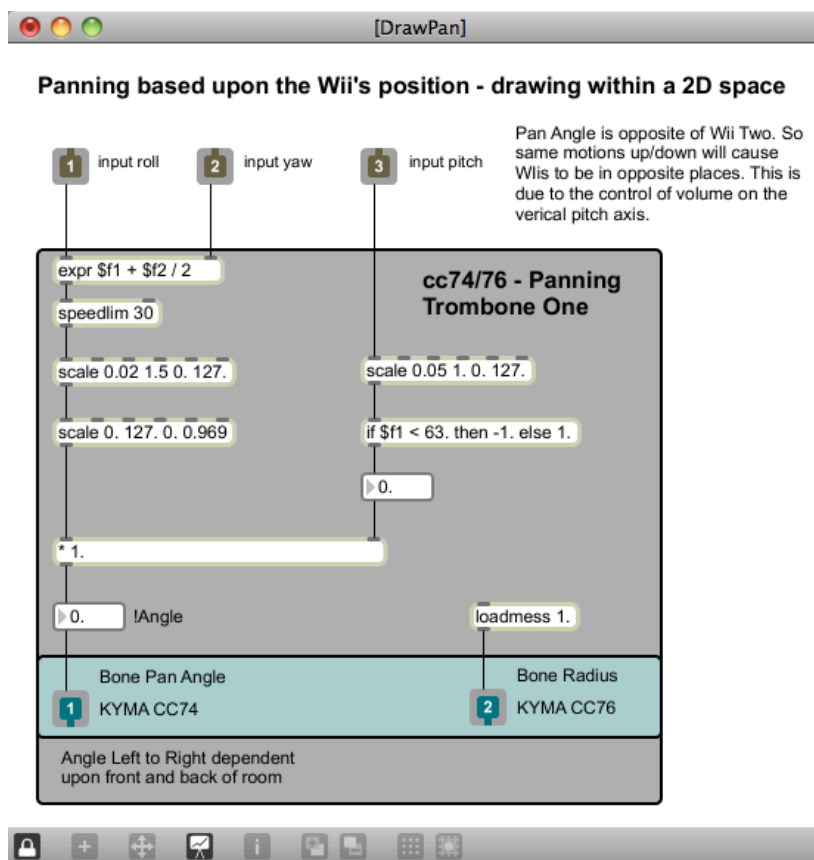 [DrawPan]
Panning based upon the Wii's position - drawing within a 2D space
1 input roll
2 input yaw
3 input pitch
Pan Angle is opposite of Wii Two. So
same motions up/down will cause
WIis to be in opposite places. This is
due to the control of volume on the
verical pitch axis.
expr $f1 + $f2 / 2
cc74/76 - Panning
Trombone One
speedlim 30
scale 0.02 1.5 0. 127.
scale 0.05 1. 0. 127.
scale 0. 127. 0. 0.969
if $f1 < 63. then -1. else 1.
0.
* 1.
0.
!Angle
loadmess 1.
Bone Pan Angle
Bone Radius
1 KYMA CC74
2 KYMA CC76
Angle Left to Right dependent
upon front and back of room